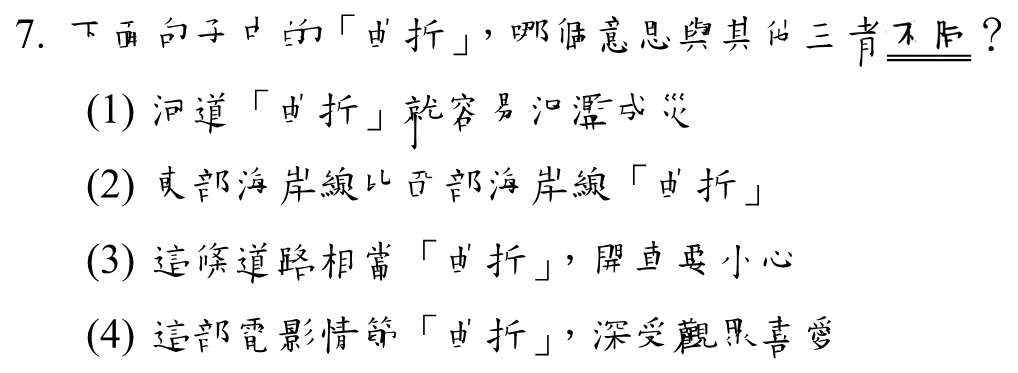 7. 下面句子中的「曲折」，哪個意思與其他三者不同？
(1) 河道「曲折」就容易氾濫成災
(2) 東部海岸線比西部海岸線「曲折」
(3) 這條道路相當「曲折」，開車要小心
(4) 這部電影情節「曲折」，深受觀眾喜愛